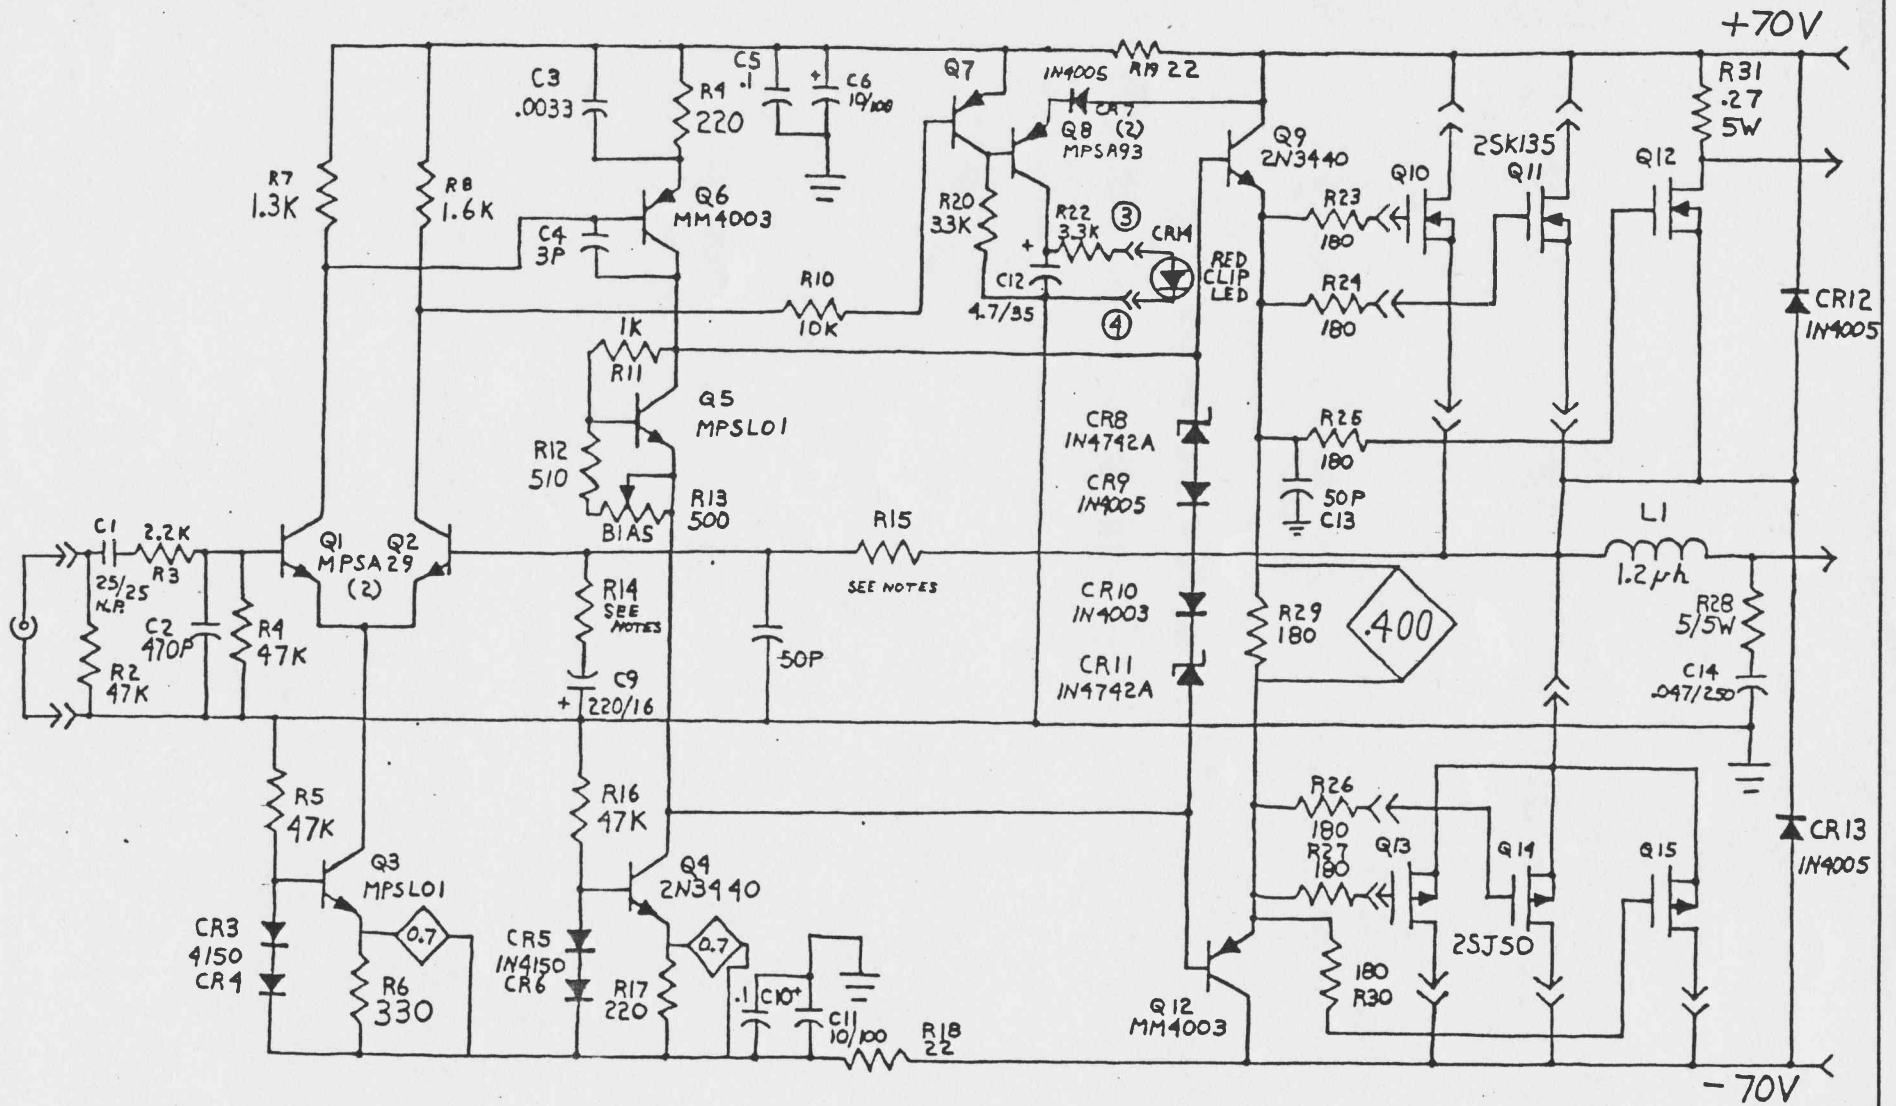 +70V
C3
.0033
R4
220
C5
.1
+
C6
10/100
Q7
1N4005
R19 22
CR7
(2)
Q8
MPSA93
Q9
2N3440
2SK135
Q10
Q11
Q12
R31
.27
5W
R7
1.3K
R8
1.6K
Q6
MM4003
C4
3P
R20
33K
R22
3.3K
3
CR14
RED
CLIP
LED
+
C12
4.7/35
4
R23
180
R24
180
CR12
1N4005
R10
10K
1K
R11
Q5
MPSL01
R12
510
R13
500
BIAS
CR8
1N4742A
CR9
1N4005
R25
180
50P
C13
L1
1.2μh
C1
25/25
N.P.
2.2K
R3
Q1
Q2
MPSA29
(2)
R15
SEE NOTES
R14
SEE
NOTES
C2
470P
R4
47K
R2
47K
50P
C9
220/16
+
CR10
1N4003
CR11
1N4742A
R29
180
.400
R28
5/5W
C14
.047/250
R5
47K
R16
47K
Q3
MPSL01
Q4
2N3440
R26
180
R27
180
Q13
Q14
Q15
2SJ50
CR13
1N4005
CR3
4150
CR4
0.7
R6
330
CR5
1N4150
CR6
0.7
R17
220
.1
C10
+
C11
10/100
R18
22
Q12
MM4003
180
R30
-70V